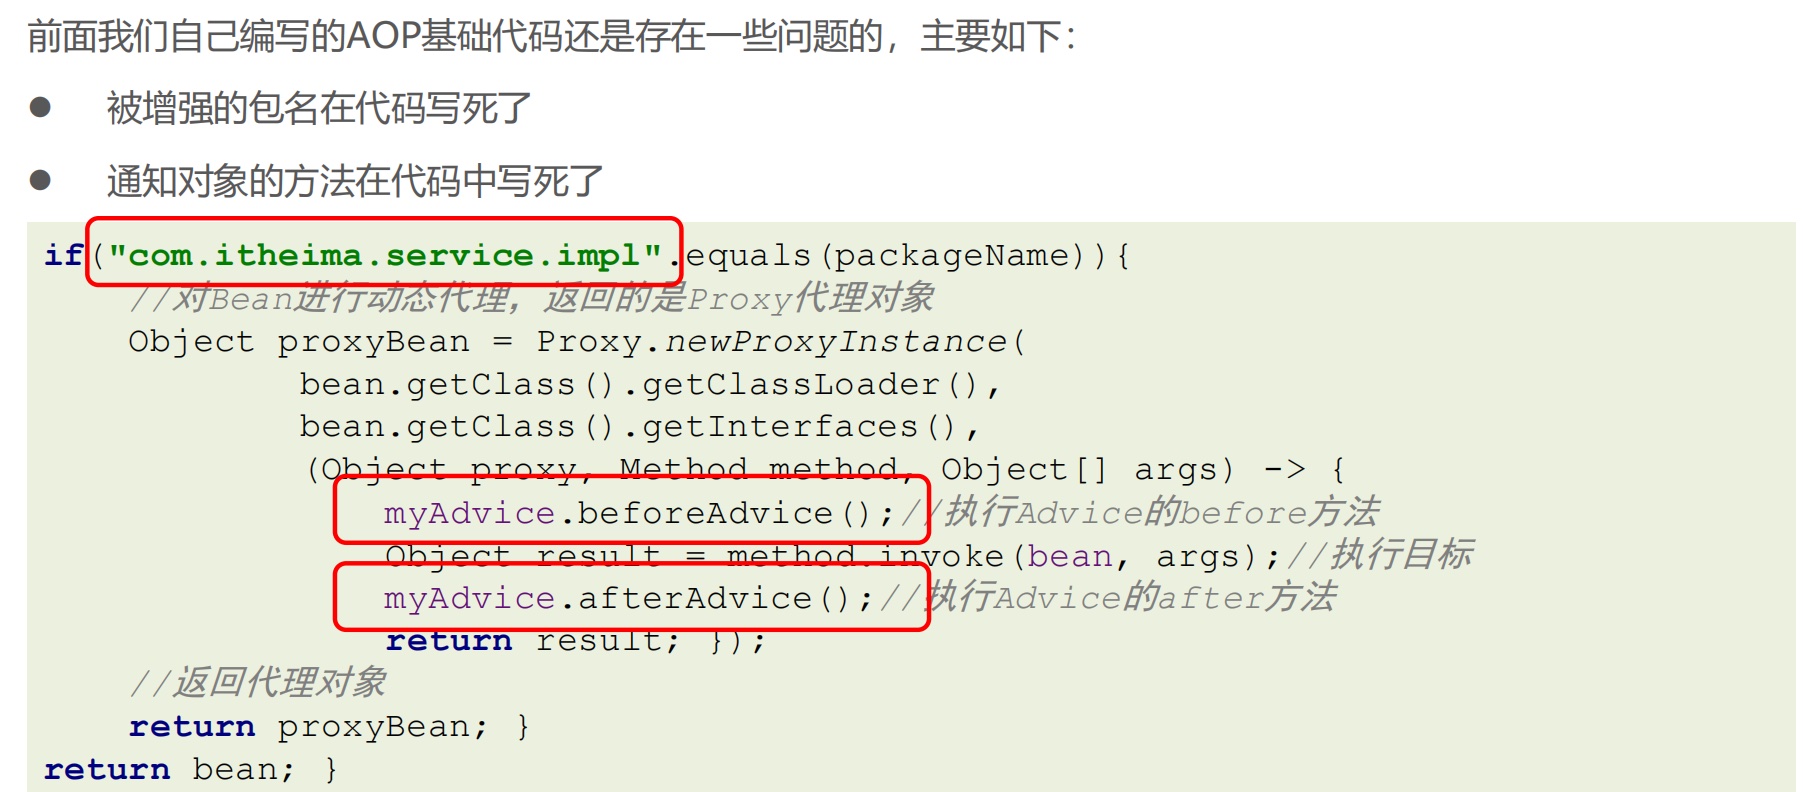 前面我们自己编写的AOP基础代码还是存在一些问题的，主要如下：
● 被增强的包名在代码写死了
● 通知对象的方法在代码中写死了
if("com.itheima.service.impl".equals(packageName)){
//对Bean进行动态代理，返回的是Proxy代理对象
Object proxyBean = Proxy.newProxyInstance(
bean.getClass().getClassLoader(),
bean.getClass().getInterfaces(),
(Object proxy, Method method, Object[] args) -> {
myAdvice.beforeAdvice();//执行Advice的before方法
Object result = method.invoke(bean, args);//执行目标
myAdvice.afterAdvice();//执行Advice的after方法
return result; });
//返回代理对象
return proxyBean; }
return bean; }